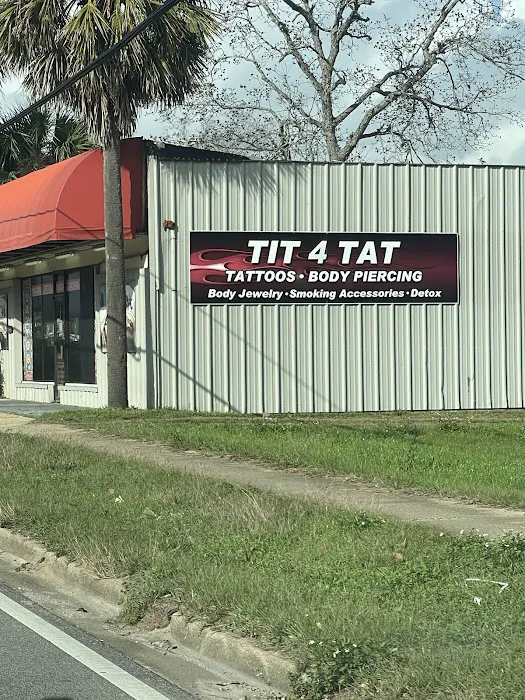 TIT 4 TAT
TATTOOS • BODY PIERCING
Body Jewelry • Smoking Accessories • Detox